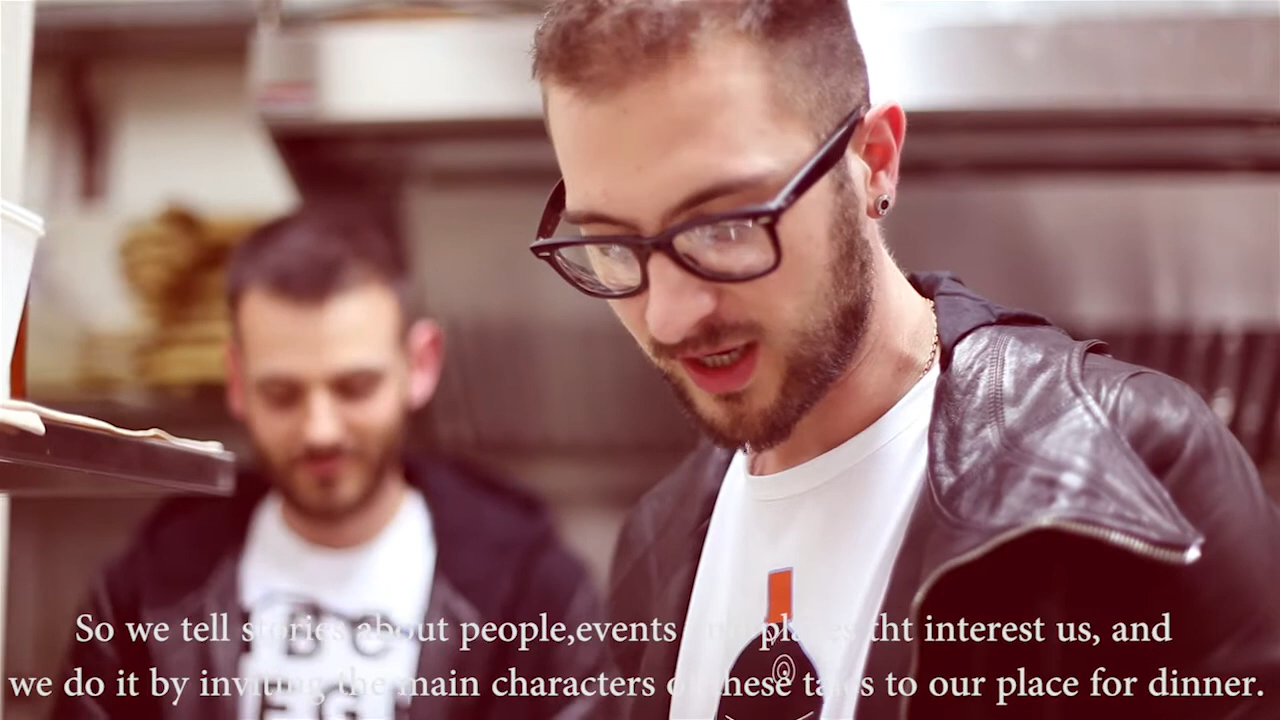 So we tell stories about people,events and places tht interest us, and
we do it by inviting the main characters of these tales to our place for dinner.
B C